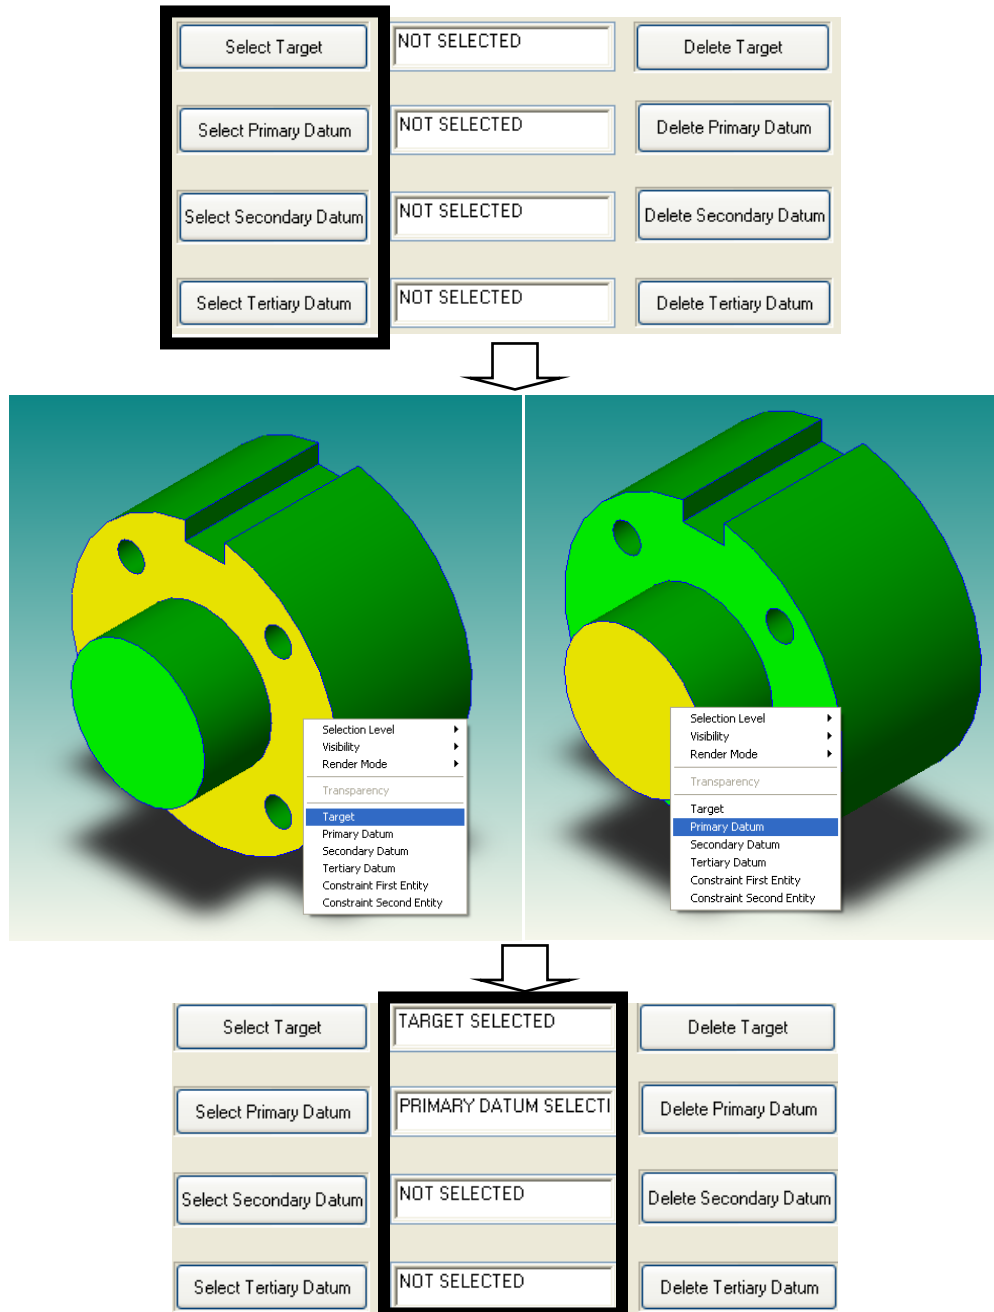 Select Target NOT SELECTED Delete Target
Select Primary Datum NOT SELECTED Delete Primary Datum
Select Secondary Datum NOT SELECTED Delete Secondary Datum
Select Tertiary Datum NOT SELECTED Delete Tertiary Datum
Selection Level
Visibility
Render Mode
Transparency
Target
Primary Datum
Secondary Datum
Tertiary Datum
Constraint First Entity
Constraint Second Entity
Selection Level
Visibility
Render Mode
Transparency
Target
Primary Datum
Secondary Datum
Tertiary Datum
Constraint First Entity
Constraint Second Entity
Select Target TARGET SELECTED Delete Target
Select Primary Datum PRIMARY DATUM SELECTI Delete Primary Datum
Select Secondary Datum NOT SELECTED Delete Secondary Datum
Select Tertiary Datum NOT SELECTED Delete Tertiary Datum